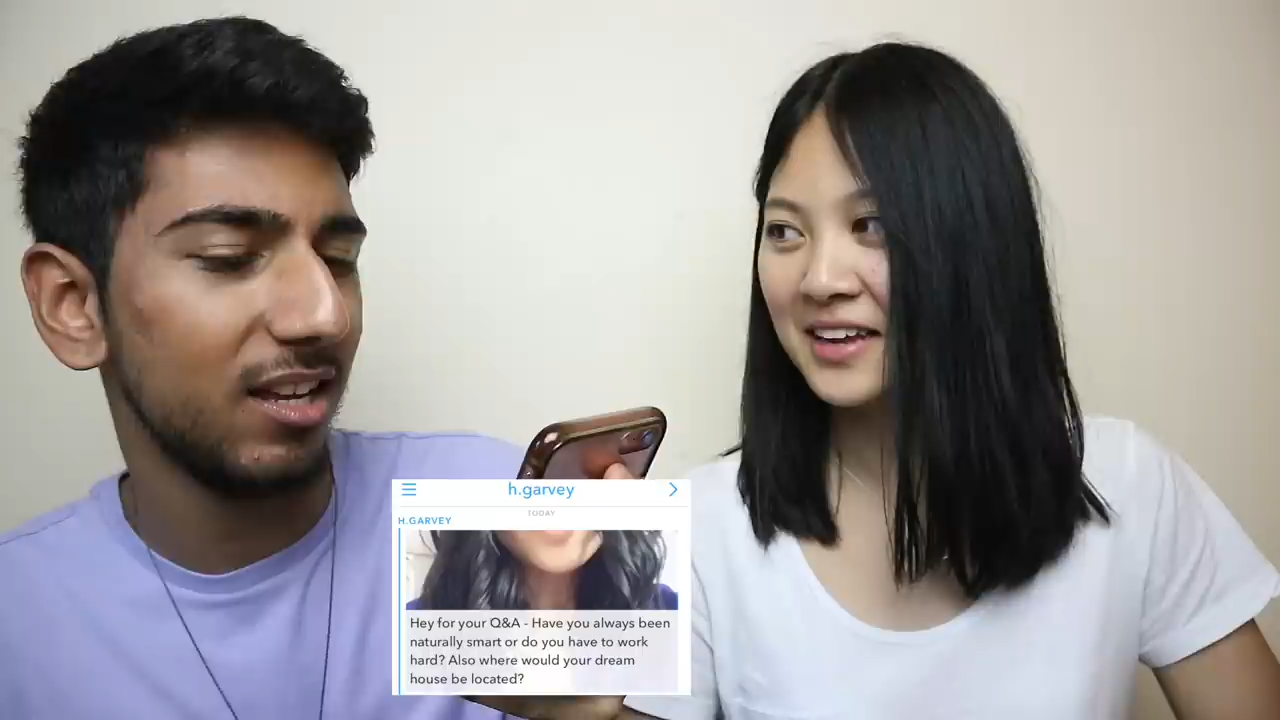 h.garvey
TODAY
H.GARVEY
Hey for your Q&A - Have you always been
naturally smart or do you have to work
hard? Also where would your dream
house be located?